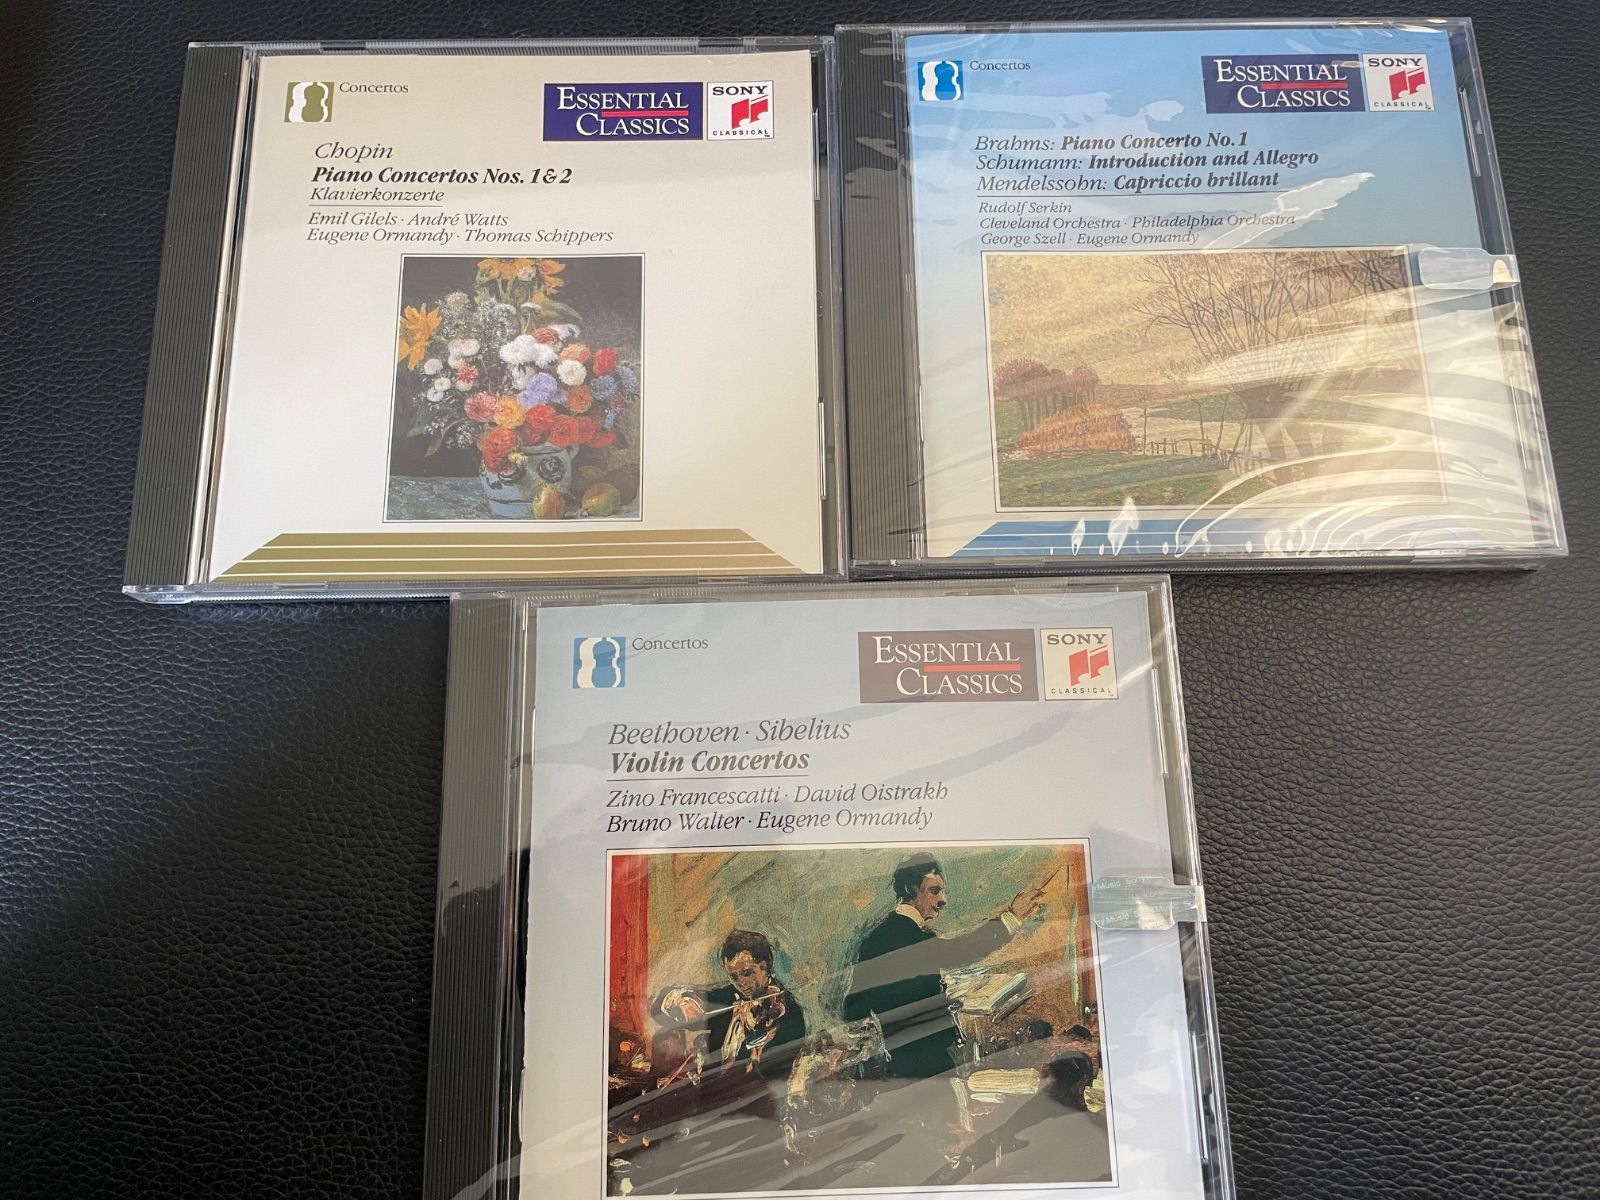 Concertos
ESSENTIAL
CLASSICS
SONY
CLASSICAL
TM
Chopin
Piano Concertos Nos. 1 & 2
Klavierkonzerte
Emil Gilels · André Watts
Eugene Ormandy · Thomas Schippers
Concertos
ESSENTIAL
CLASSICS
SONY
CLASSICAL
Brahms: Piano Concerto No. 1
Schumann: Introduction and Allegro
Mendelssohn: Capriccio brillant
Rudolf Serkin
Cleveland Orchestra · Philadelphia Orchestra
George Szell · Eugene Ormandy
Concertos
ESSENTIAL
CLASSICS
SONY
CLASSICAL
Beethoven · Sibelius
Violin Concertos
Zino Francescatti · David Oistrakh
Bruno Walter · Eugene Ormandy
Music
Music